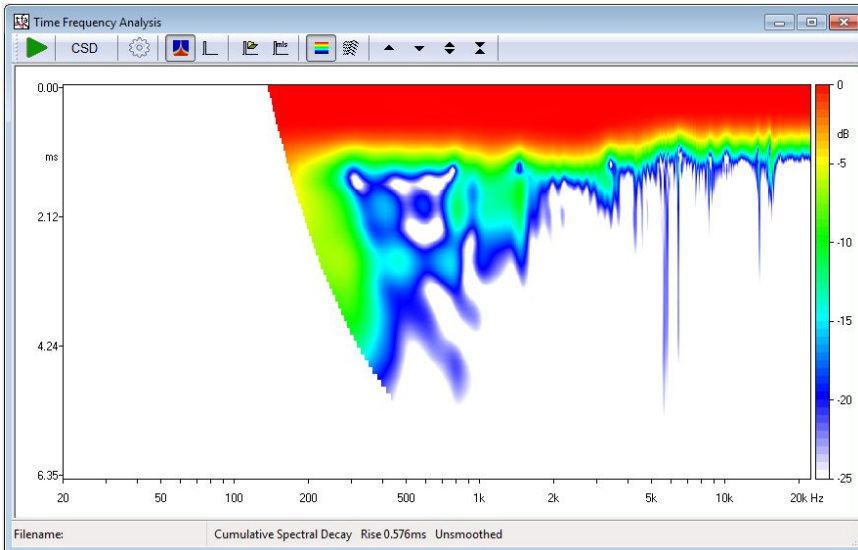 Time Frequency Analysis
CSD
mls
0.00
ms
2.12
4.24
6.35
20 50 100 200 500 1k 2k 5k 10k 20k Hz
0
dB
-5
-10
-15
-20
-25
Filename: Cumulative Spectral Decay Rise 0.576ms Unsmoothed